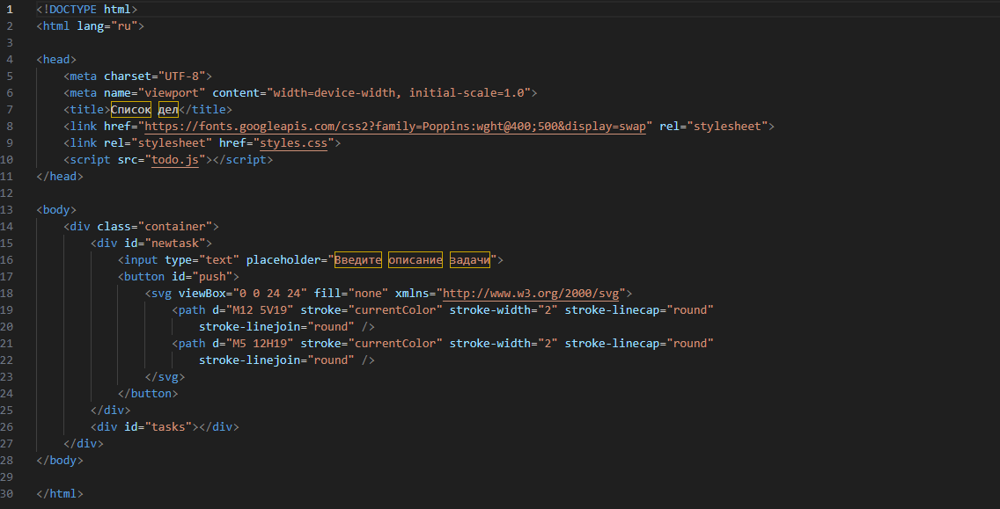 1 <!DOCTYPE html>
2 <html lang="ru">
3
4 <head>
5 <meta charset="UTF-8">
6 <meta name="viewport" content="width=device-width, initial-scale=1.0">
7 <title>Список дел</title>
8 <link href="https://fonts.googleapis.com/css2?family=Poppins:wght@400;500&display=swap" rel="stylesheet">
9 <link rel="stylesheet" href="styles.css">
10 <script src="todo.js"></script>
11 </head>
12
13 <body>
14 <div class="container">
15 <div id="newtask">
16 <input type="text" placeholder="Введите описание задачи">
17 <button id="push">
18 <svg viewBox="0 0 24 24" fill="none" xmlns="http://www.w3.org/2000/svg">
19 <path d="M12 5V19" stroke="currentColor" stroke-width="2" stroke-linecap="round"
20 stroke-linejoin="round" />
21 <path d="M5 12H19" stroke="currentColor" stroke-width="2" stroke-linecap="round"
22 stroke-linejoin="round" />
23 </svg>
24 </button>
25 </div>
26 <div id="tasks"></div>
27 </div>
28 </body>
29
30 </html>